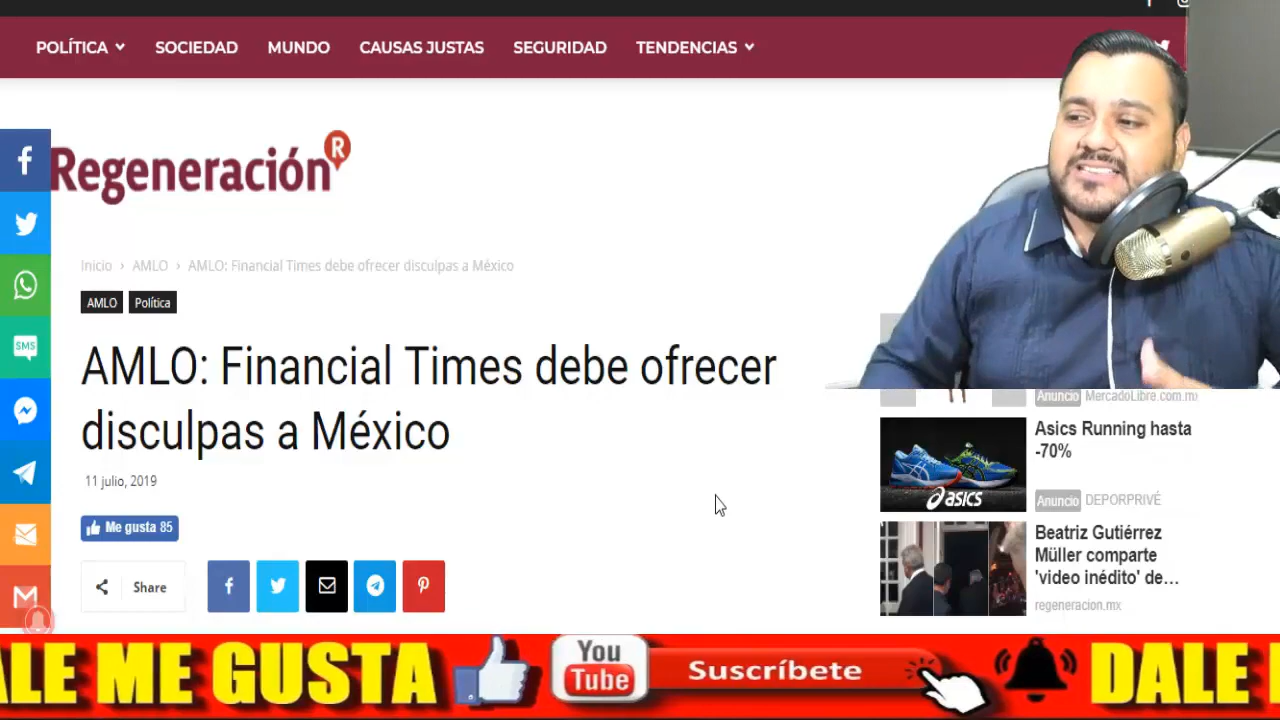 POLÍTICA
SOCIEDAD
MUNDO
CAUSAS JUSTAS
SEGURIDAD
TENDENCIAS
Regeneración R
Inicio › AMLO › AMLO: Financial Times debe ofrecer disculpas a México
AMLO
Política
AMLO: Financial Times debe ofrecer
disculpas a México
11 julio, 2019
Me gusta 85
Share
SMS
Anuncio MercadoLibre.com.mx
Asics Running hasta
-70%
asics
Anuncio DEPORPRIVÉ
Beatriz Gutiérrez
Müller comparte
'video inédito' de...
regeneracion.mx
ALE ME GUSTA
You
Tube
Suscríbete
DALE